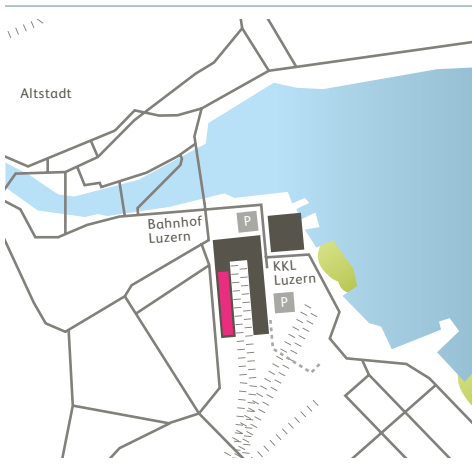 Altstadt
Bahnhof
Luzern
P
KKL
Luzern
P